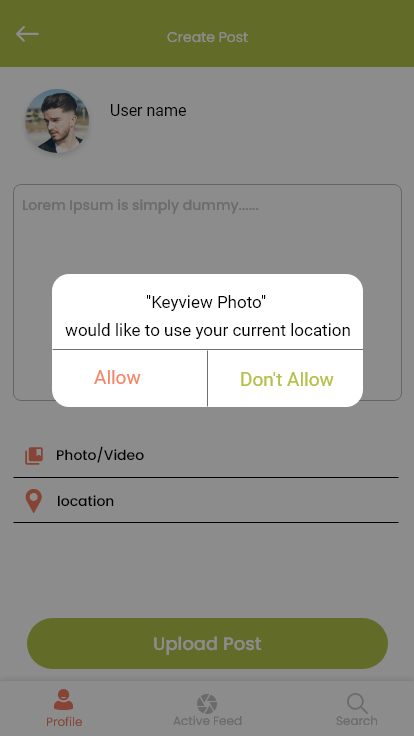 Create Post
User name
Lorem Ipsum is simply dummy......
"Keyview Photo"
would like to use your current location
Allow
Don't Allow
Photo/Video
location
Upload Post
Profile
Active Feed
Search